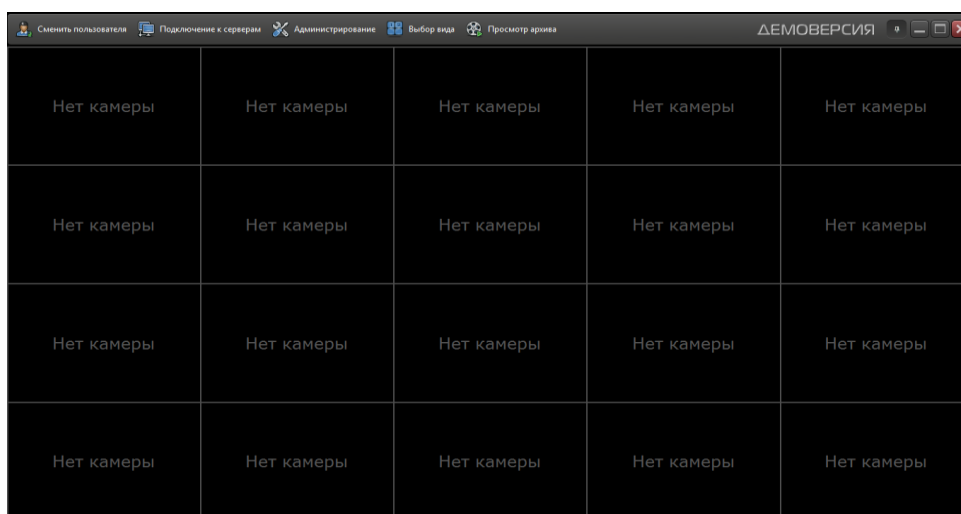 Сменить пользователя Подключение к серверам Администрирование Выбор вида Просмотр архива ДЕМОВЕРСИЯ
Нет камеры Нет камеры Нет камеры Нет камеры Нет камеры
Нет камеры Нет камеры Нет камеры Нет камеры Нет камеры
Нет камеры Нет камеры Нет камеры Нет камеры Нет камеры
Нет камеры Нет камеры Нет камеры Нет камеры Нет камеры